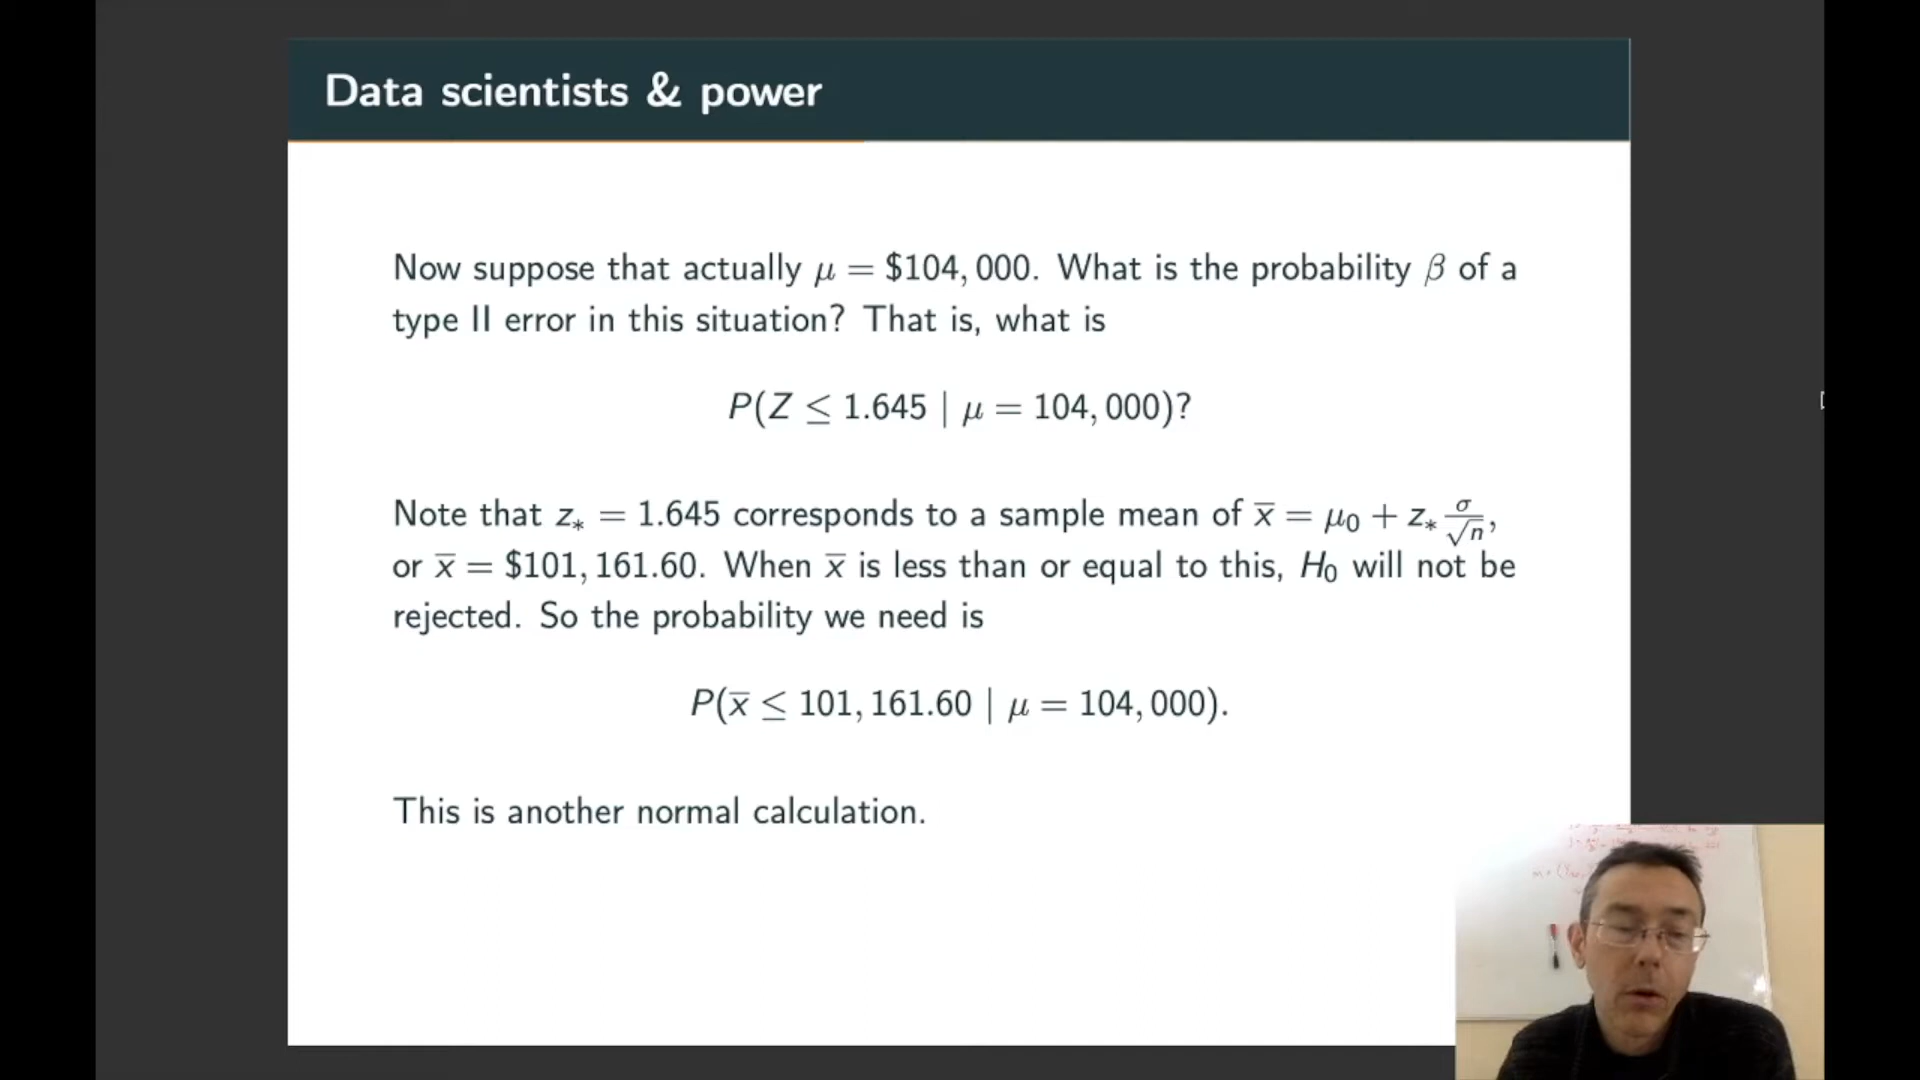 Data scientists & power
Now suppose that actually μ = $104, 000. What is the probability β of a
type II error in this situation? That is, what is
P(Z ≤ 1.645 | μ = 104, 000)?
Note that z∗ = 1.645 corresponds to a sample mean of x̅ = μ₀ + z∗ σ/√n,
or x̅ = $101, 161.60. When x̅ is less than or equal to this, H₀ will not be
rejected. So the probability we need is
P(x̅ ≤ 101, 161.60 | μ = 104, 000).
This is another normal calculation.